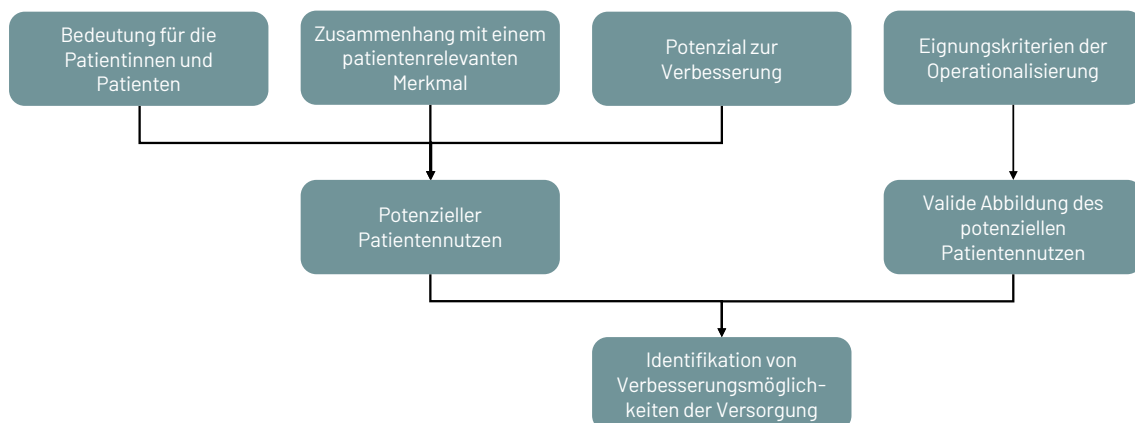 Bedeutung für die
Patientinnen und
Patienten
Zusammenhang mit einem
patientenrelevanten
Merkmal
Potenzial zur
Verbesserung
Eignungskriterien der
Operationalisierung
Potenzieller
Patientennutzen
Valide Abbildung des
potenziellen
Patientennutzen
Identifikation von
Verbesserungsmöglich-
keiten der Versorgung